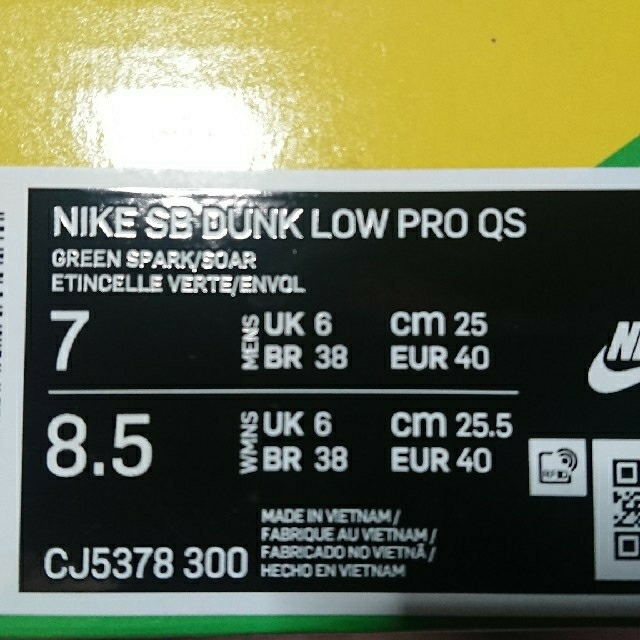 NIKE SB DUNK LOW PRO QS
GREEN SPARK/SOAR
ETINCELLE VERTE/ENVOL
7 MENS UK 6 cm 25
BR 38 EUR 40
8.5 WMNS UK 6 cm 25.5
BR 38 EUR 40
RFID
CJ5378 300
MADE IN VIETNAM/
FABRIQUE AU VIETNAM/
FABRICADO NO VIETNÃ/
HECHO EN VIETNAM